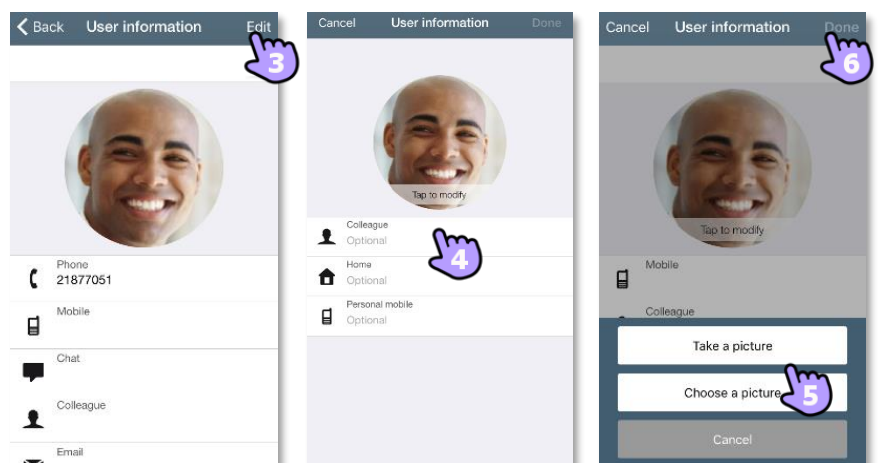 Back User information Edit
3
Phone
21877051
Mobile
Chat
Colleague
Email
Cancel User information Done
Tap to modify
Colleague
Optional
4
Home
Optional
Personal mobile
Optional
Cancel User information Done
6
Tap to modify
Mobile
Colleague
Take a picture
Choose a picture
5
Cancel